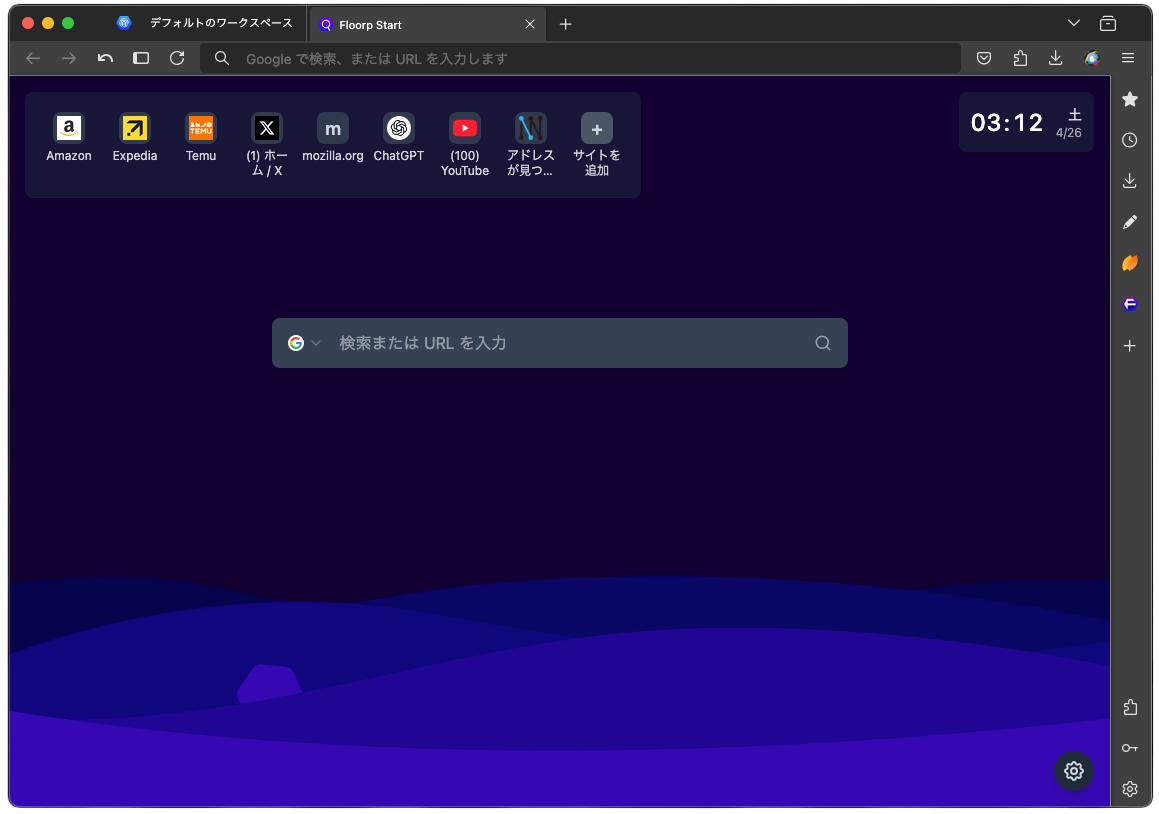 デフォルトのワークスペース
Floorp Start
Google で検索、または URL を入力します
a
TEMU
m
Amazon
Expedia
Temu
(1) ホー
ム / X
mozilla.org
ChatGPT
(100)
YouTube
アドレス
が見つ...
サイトを
追加
03:12
土
4/26
検索または URL を入力